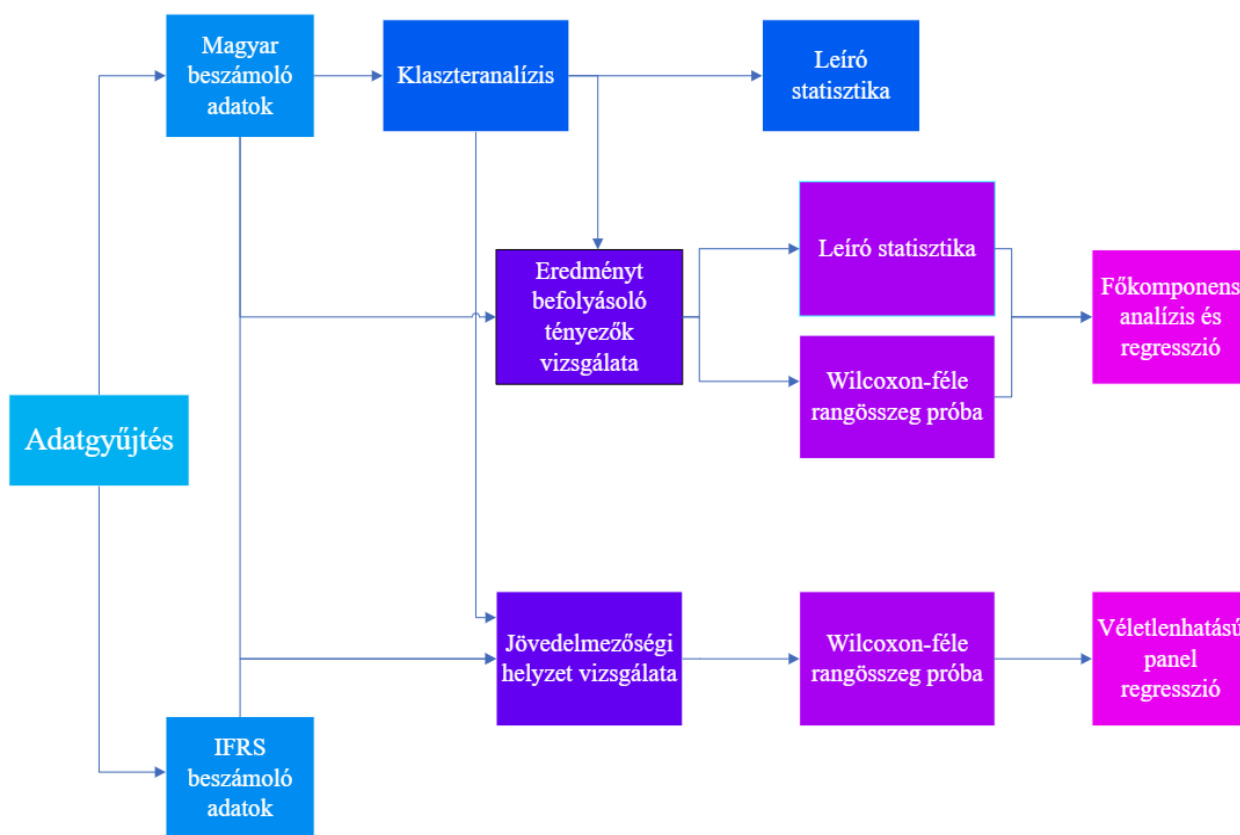 Magyar
beszámoló
adatok
Klaszteranalízis
Leíró
statisztika
Eredményt
befolyásoló
tényezők
vizsgálata
Leíró statisztika
Wilcoxon-féle
rangösszeg próba
Főkomponens
analízis és
regresszió
Adatgyűjtés
Jövedelmezőségi
helyzet vizsgálata
Wilcoxon-féle
rangösszeg próba
Véletlenhatású
panel
regresszió
IFRS
beszámoló
adatok